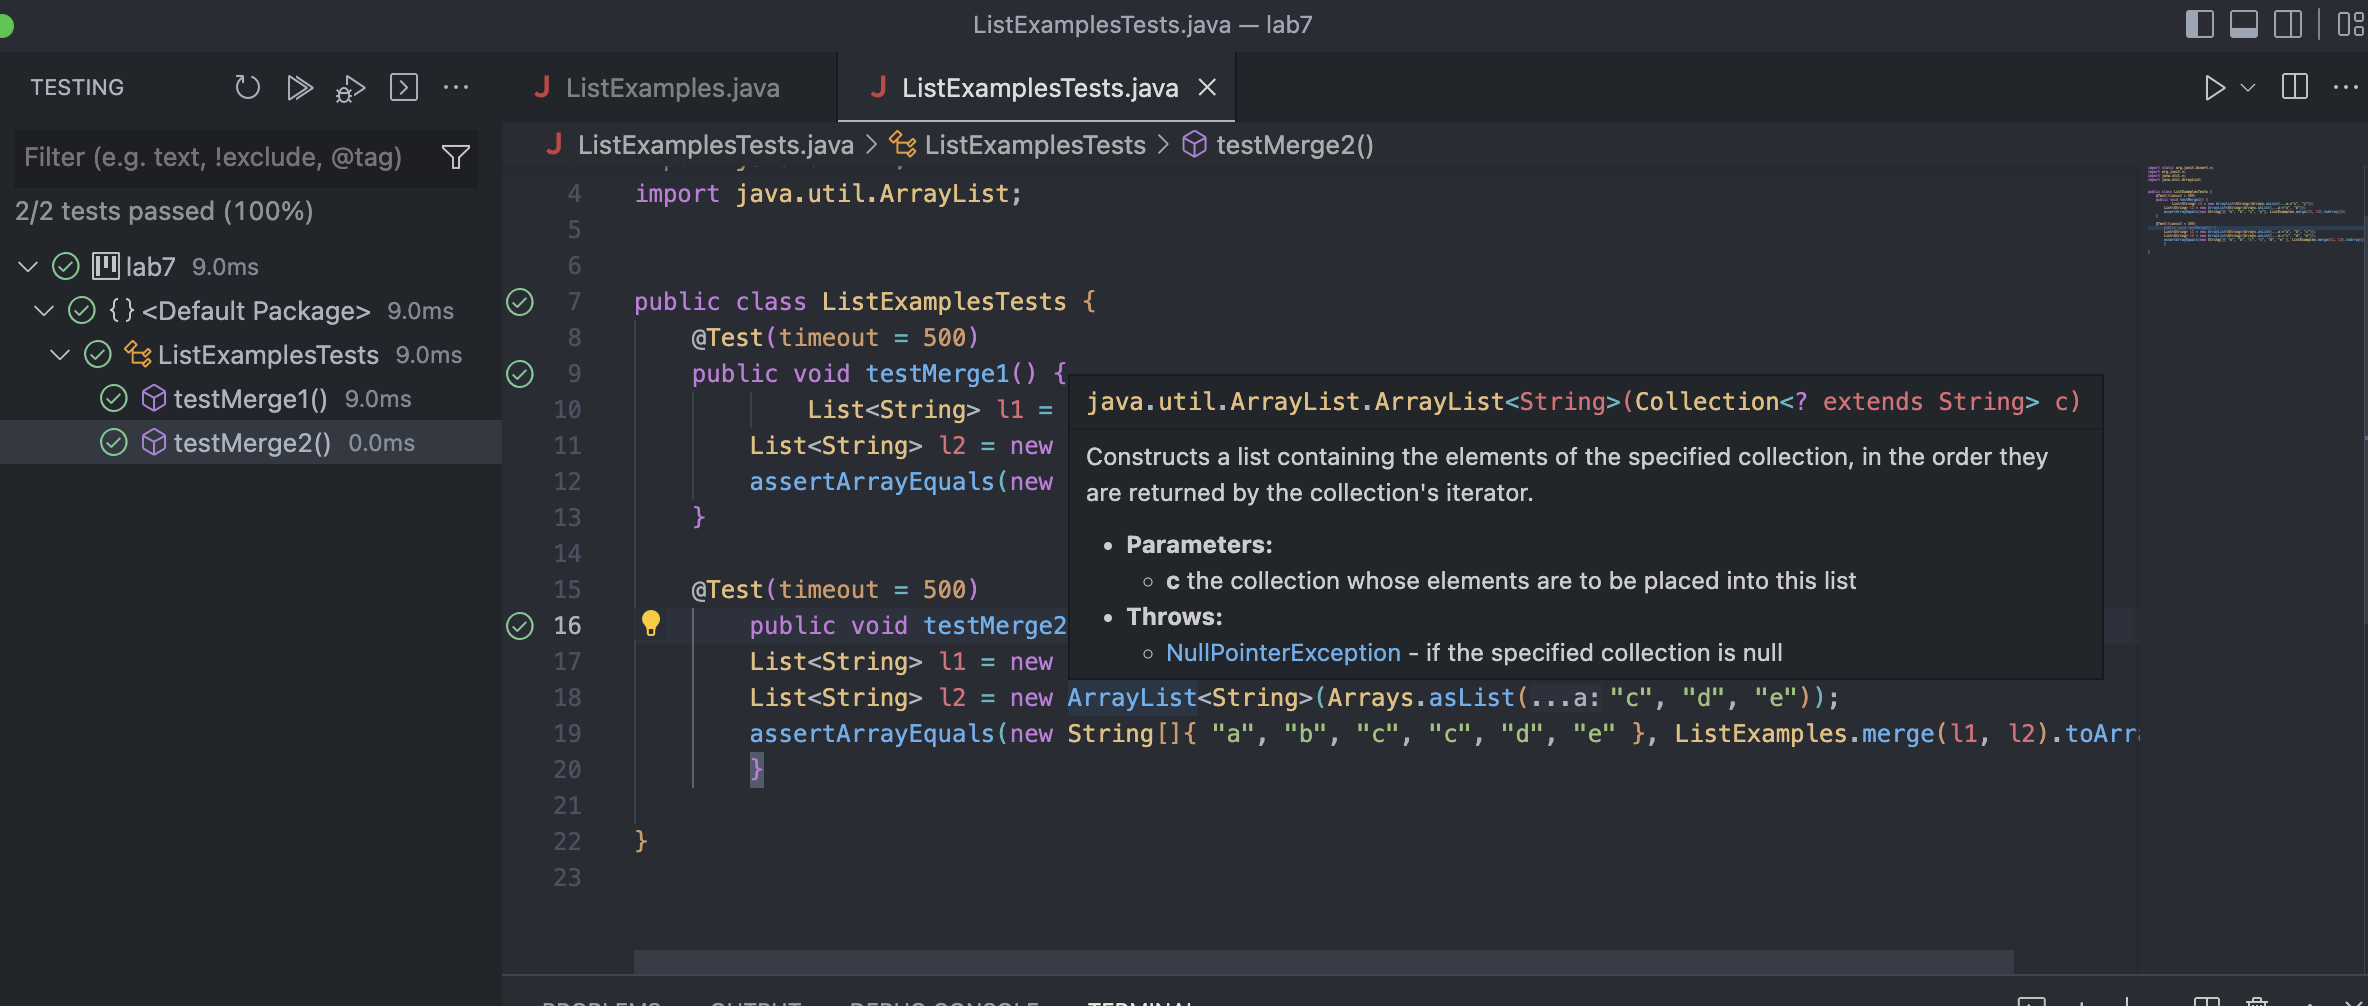 ListExamplesTests.java — lab7
TESTING
ListExamples.java
ListExamplesTests.java
Filter (e.g. text, !exclude, @tag)
ListExamplesTests.java > ListExamplesTests > testMerge2()
2/2 tests passed (100%)
lab7 9.0ms
{} <Default Package> 9.0ms
ListExamplesTests 9.0ms
testMerge1() 9.0ms
testMerge2() 0.0ms
4 import java.util.ArrayList;
5
6
7 public class ListExamplesTests {
8 @Test(timeout = 500)
9 public void testMerge1() {
10 List<String> l1 =
11 List<String> l2 = new
12 assertArrayEquals(new
13 }
14
15 @Test(timeout = 500)
16 public void testMerge2
17 List<String> l1 = new
18 List<String> l2 = new ArrayList<String>(Arrays.asList(...a:"c", "d", "e"));
19 assertArrayEquals(new String[]{ "a", "b", "c", "c", "d", "e" }, ListExamples.merge(l1, l2).toArr
20 }
21
22 }
23
java.util.ArrayList.ArrayList<String>(Collection<? extends String> c)
Constructs a list containing the elements of the specified collection, in the order they
are returned by the collection's iterator.
• Parameters:
○ c the collection whose elements are to be placed into this list
• Throws:
○ NullPointerException - if the specified collection is null
PROBLEMS OUTPUT DEBUG CONSOLE TERMINAL